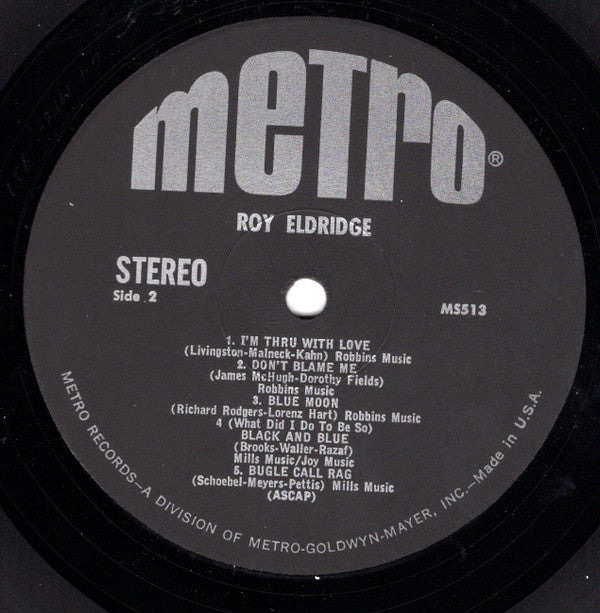 metro®
ROY ELDRIDGE
STEREO
Side 2
MS513
1. I'M THRU WITH LOVE
(Livingston-Malneck-Kahn) Robbins Music
2. DON'T BLAME ME
(James McHugh-Dorothy Fields)
Robbins Music
3. BLUE MOON
(Richard Rodgers-Lorenz Hart) Robbins Music
4 (What Did I Do To Be So)
BLACK AND BLUE
(Brooks-Waller-Razaf)
Mills Music/Joy Music
5. BUGLE CALL RAG
(Schoebel-Meyers-Pettis) Mills Music
(ASCAP)
METRO RECORDS—A DIVISION OF METRO-GOLDWYN-MAYER, INC.—Made in U.S.A.